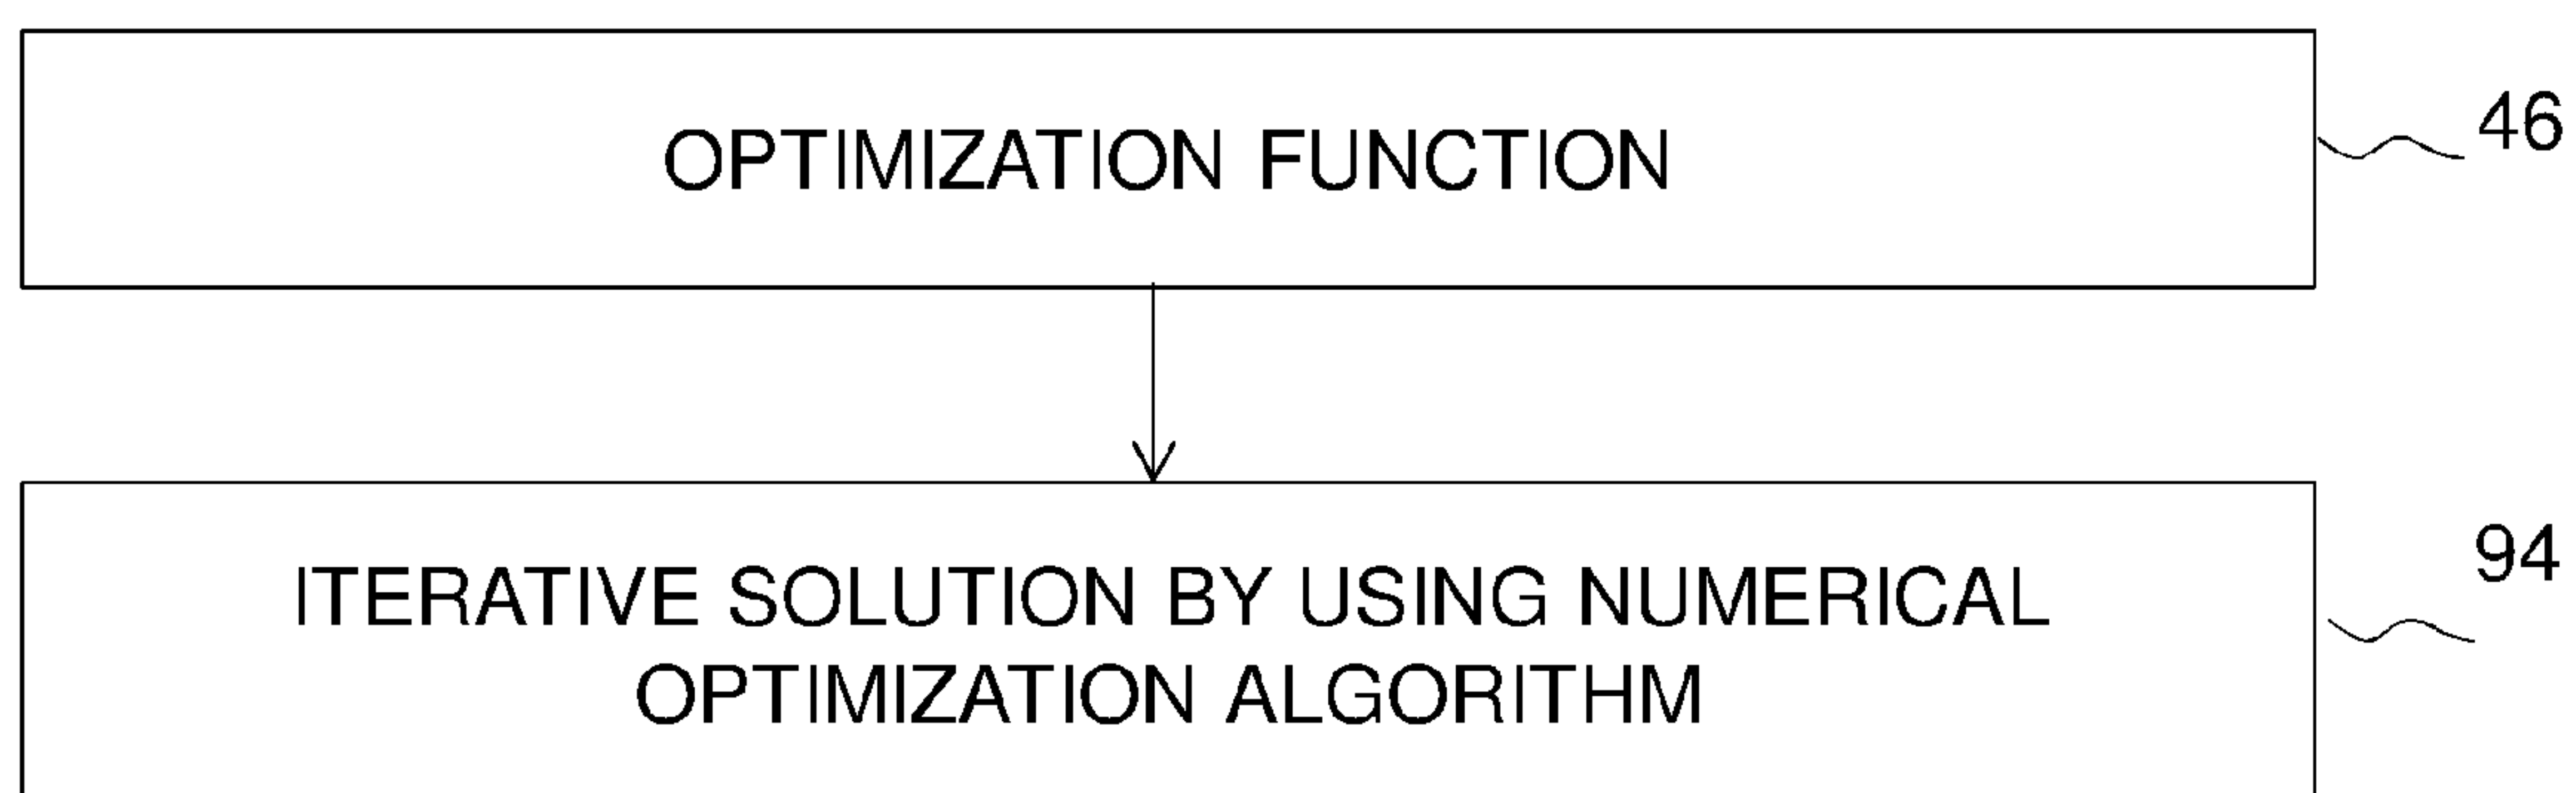 OPTIMIZATION FUNCTION
46
ITERATIVE SOLUTION BY USING NUMERICAL
OPTIMIZATION ALGORITHM
94